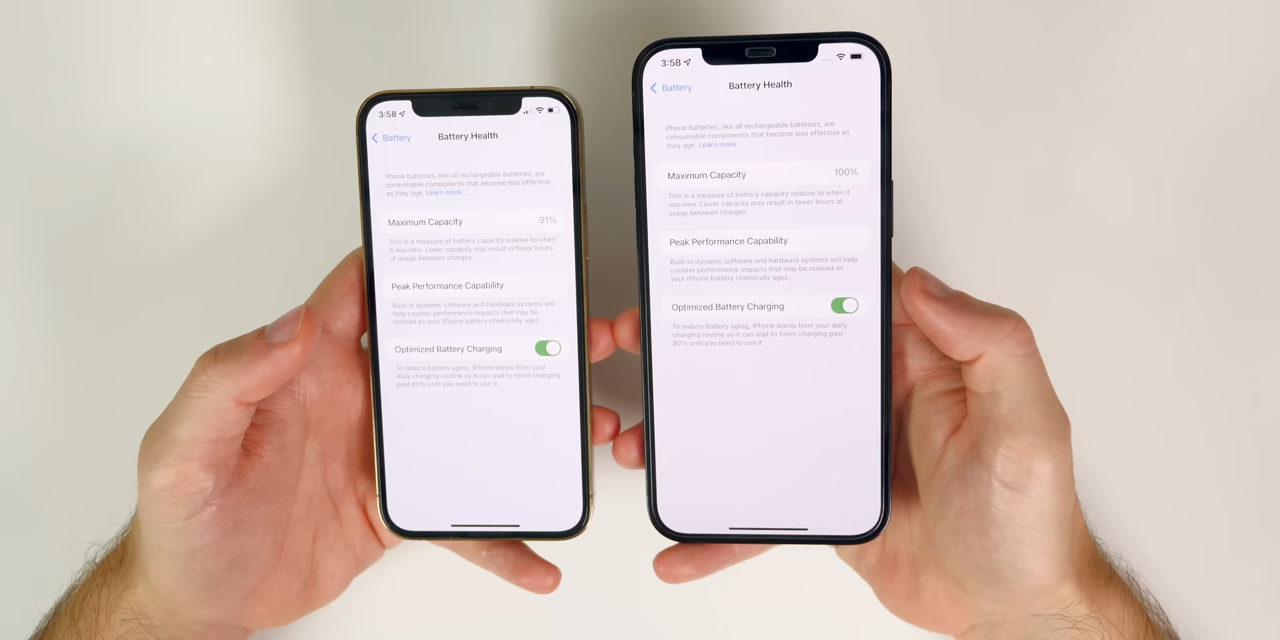 3:58
Battery
Battery Health
Phone batteries, like all rechargeable batteries, are
consumable components that become less effective
as they age. Learn more...
Maximum Capacity 91%
This is a measure of battery capacity relative to when
it was new. Lower capacity may result in fewer hours
of usage between charges.
Peak Performance Capability
Built-in dynamic software and hardware systems will
help counter performance impacts that may be
noticed as your iPhone battery chemically ages.
Optimized Battery Charging
To reduce battery aging, iPhone learns from your
daily charging routine so it can wait to finish charging
past 80% until you need to use it.
3:58
Battery
Battery Health
Phone batteries, like all rechargeable batteries, are
consumable components that become less effective as
they age. Learn more...
Maximum Capacity 100%
This is a measure of battery capacity relative to when it
was new. Lower capacity may result in fewer hours of
usage between charges.
Peak Performance Capability
Built-in dynamic software and hardware systems will help
counter performance impacts that may be noticed as
your iPhone battery chemically ages.
Optimized Battery Charging
To reduce battery aging, iPhone learns from your daily
charging routine so it can wait to finish charging past
80% until you need to use it.